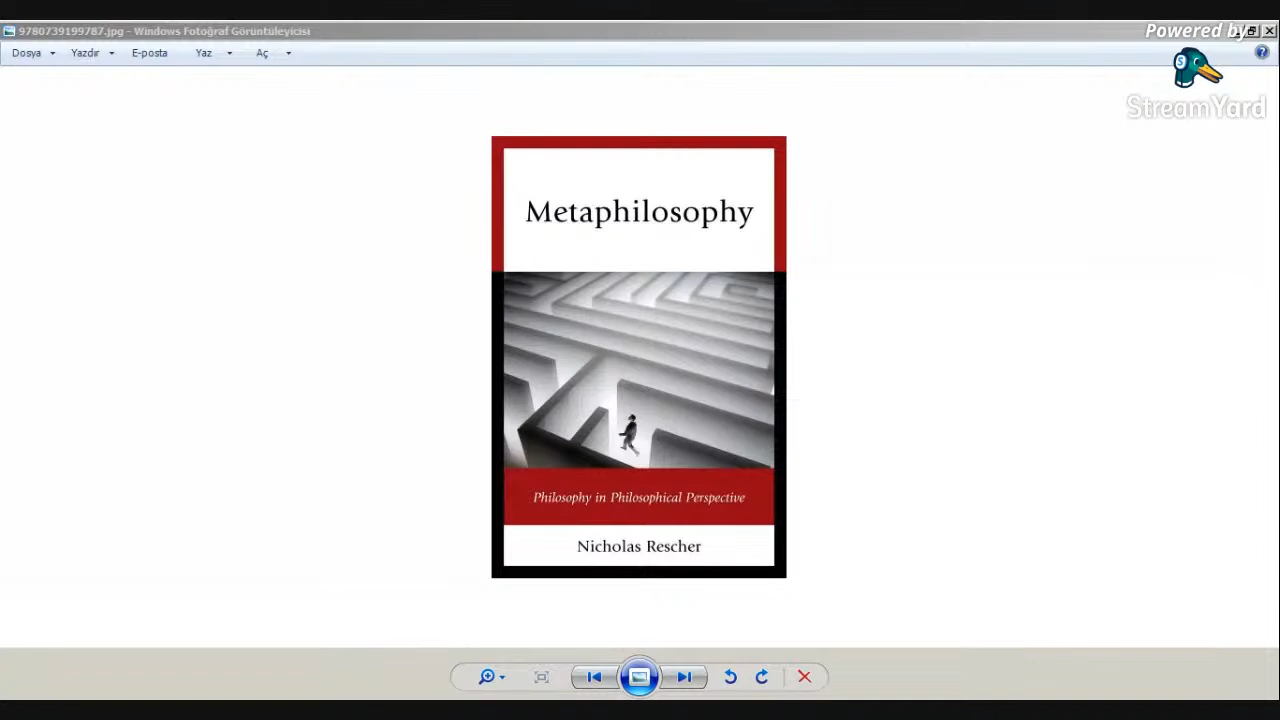 9780739199787.jpg - Windows Fotoğraf Görüntüleyicisi
Powered by
Dosya Yazdır E-posta Yaz Aç
StreamYard
Metaphilosophy
Philosophy in Philosophical Perspective
Nicholas Rescher